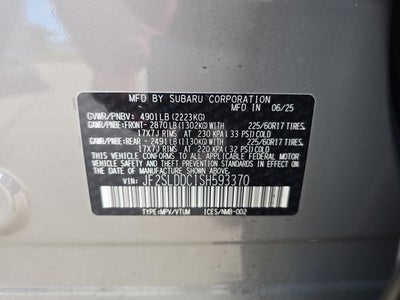 MFD BY SUBARU CORPORATION
MFD IN 06/25
GVWR/PNBV: 4901LB(2223KG)
GAWR/PNBE: FRONT- 2870LB(1302KG)WITH 225/60R17 TIRES,
17X7J RIMS AT 230 KPA(33 PSI)COLD
GAWR/PNBE: REAR - 2491LB(1130KG)WITH 225/60R17 TIRES,
17X7J RIMS AT 220 KPA(32 PSI)COLD
THIS VEHICLE CONFORMS TO ALL APPLICABLE FEDERAL MOTOR
VEHICLE SAFETY AND THEFT PREVENTION STANDARDS IN EFFECT
ON THE DATE OF MANUFACTURE SHOWN ABOVE.
VIN: JF2SLDDC1SH593370
TYPE:MPV/VTUM ICES/NMB-002